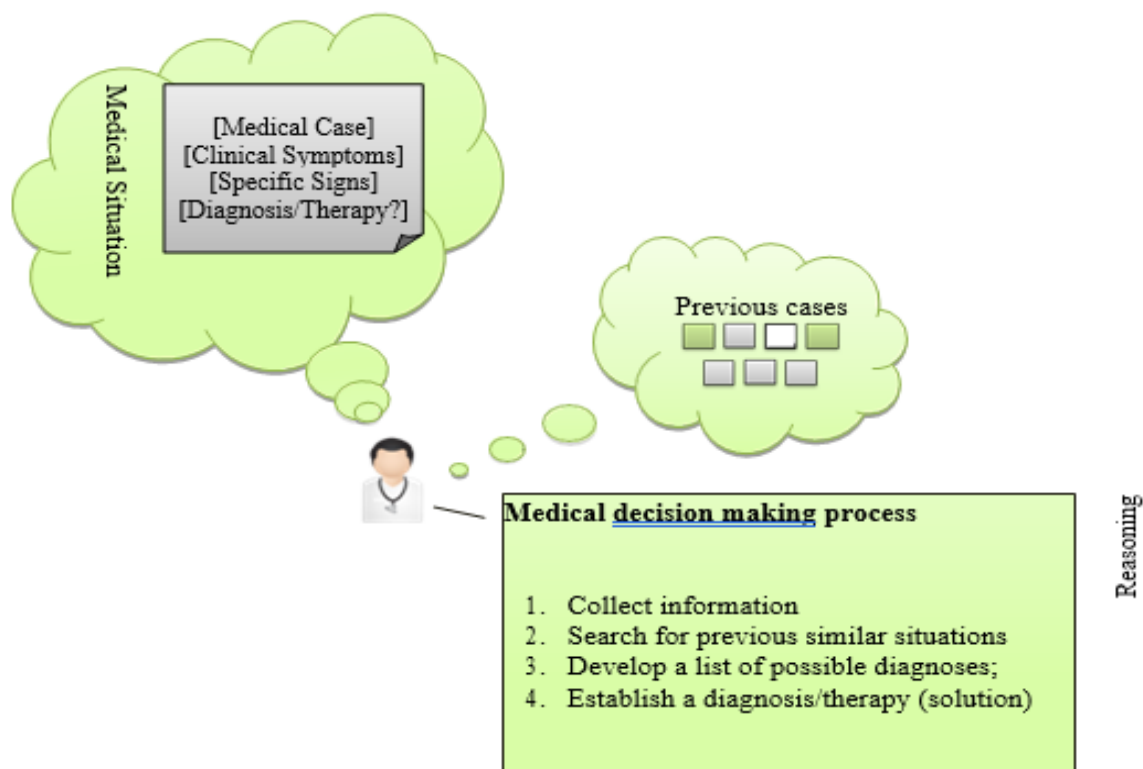 Medical Situation
[Medical Case]
[Clinical Symptoms]
[Specific Signs]
[Diagnosis/Therapy?]
Previous cases
Medical decision making process
1. Collect information
2. Search for previous similar situations
3. Develop a list of possible diagnoses;
4. Establish a diagnosis/therapy (solution)
Reasoning